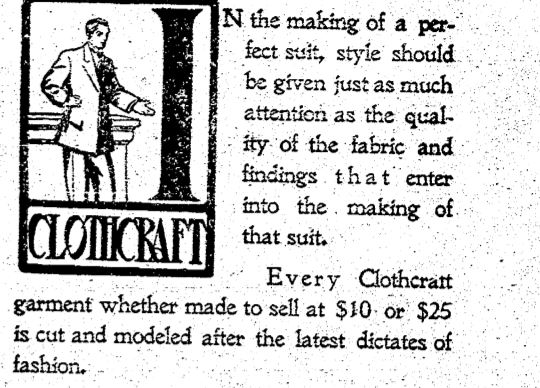 IN the making of a per-
fect suit, style should
be given just as much
attention as the qual-
ity of the fabric and
findings that enter
into the making of
that suit.
CLOTHCRAFT
Every Clothcraft
garment whether made to sell at $10 or $25
is cut and modeled after the latest dictates of
fashion.